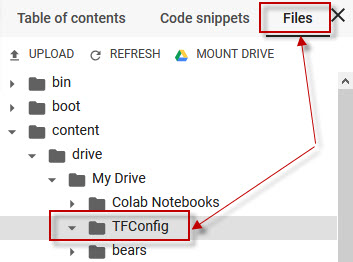 Table of contents Code snippets Files
UPLOAD REFRESH MOUNT DRIVE
bin
boot
content
drive
My Drive
Colab Notebooks
TFConfig
bears